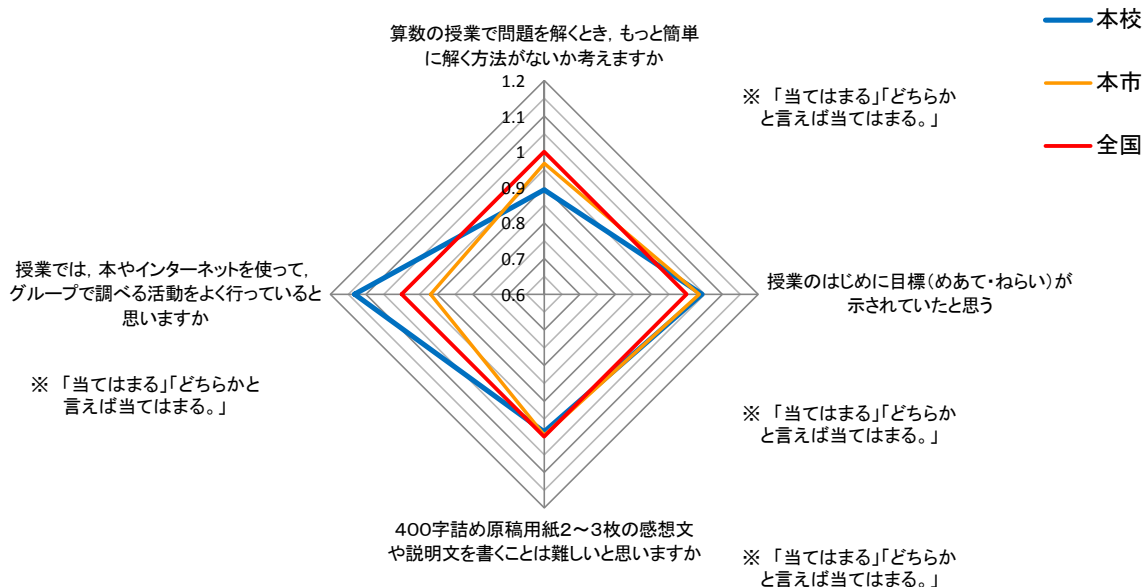 算数の授業で問題を解くとき，もっと簡単
に解く方法がないか考えますか
本校
本市
全国
※　「当てはまる」「どちらか
と言えば当てはまる。」
1.2
1.1
1
0.9
0.8
0.7
0.6
授業では，本やインターネットを使って，
グループで調べる活動をよく行っていると
思いますか
※　「当てはまる」「どちらかと
言えば当てはまる。」
授業のはじめに目標（めあて・ねらい）が
示されていたと思う
※　「当てはまる」「どちらか
と言えば当てはまる。」
400字詰め原稿用紙2～3枚の感想文
や説明文を書くことは難しいと思いますか
※　「当てはまる」「どちらか
と言えば当てはまる。」